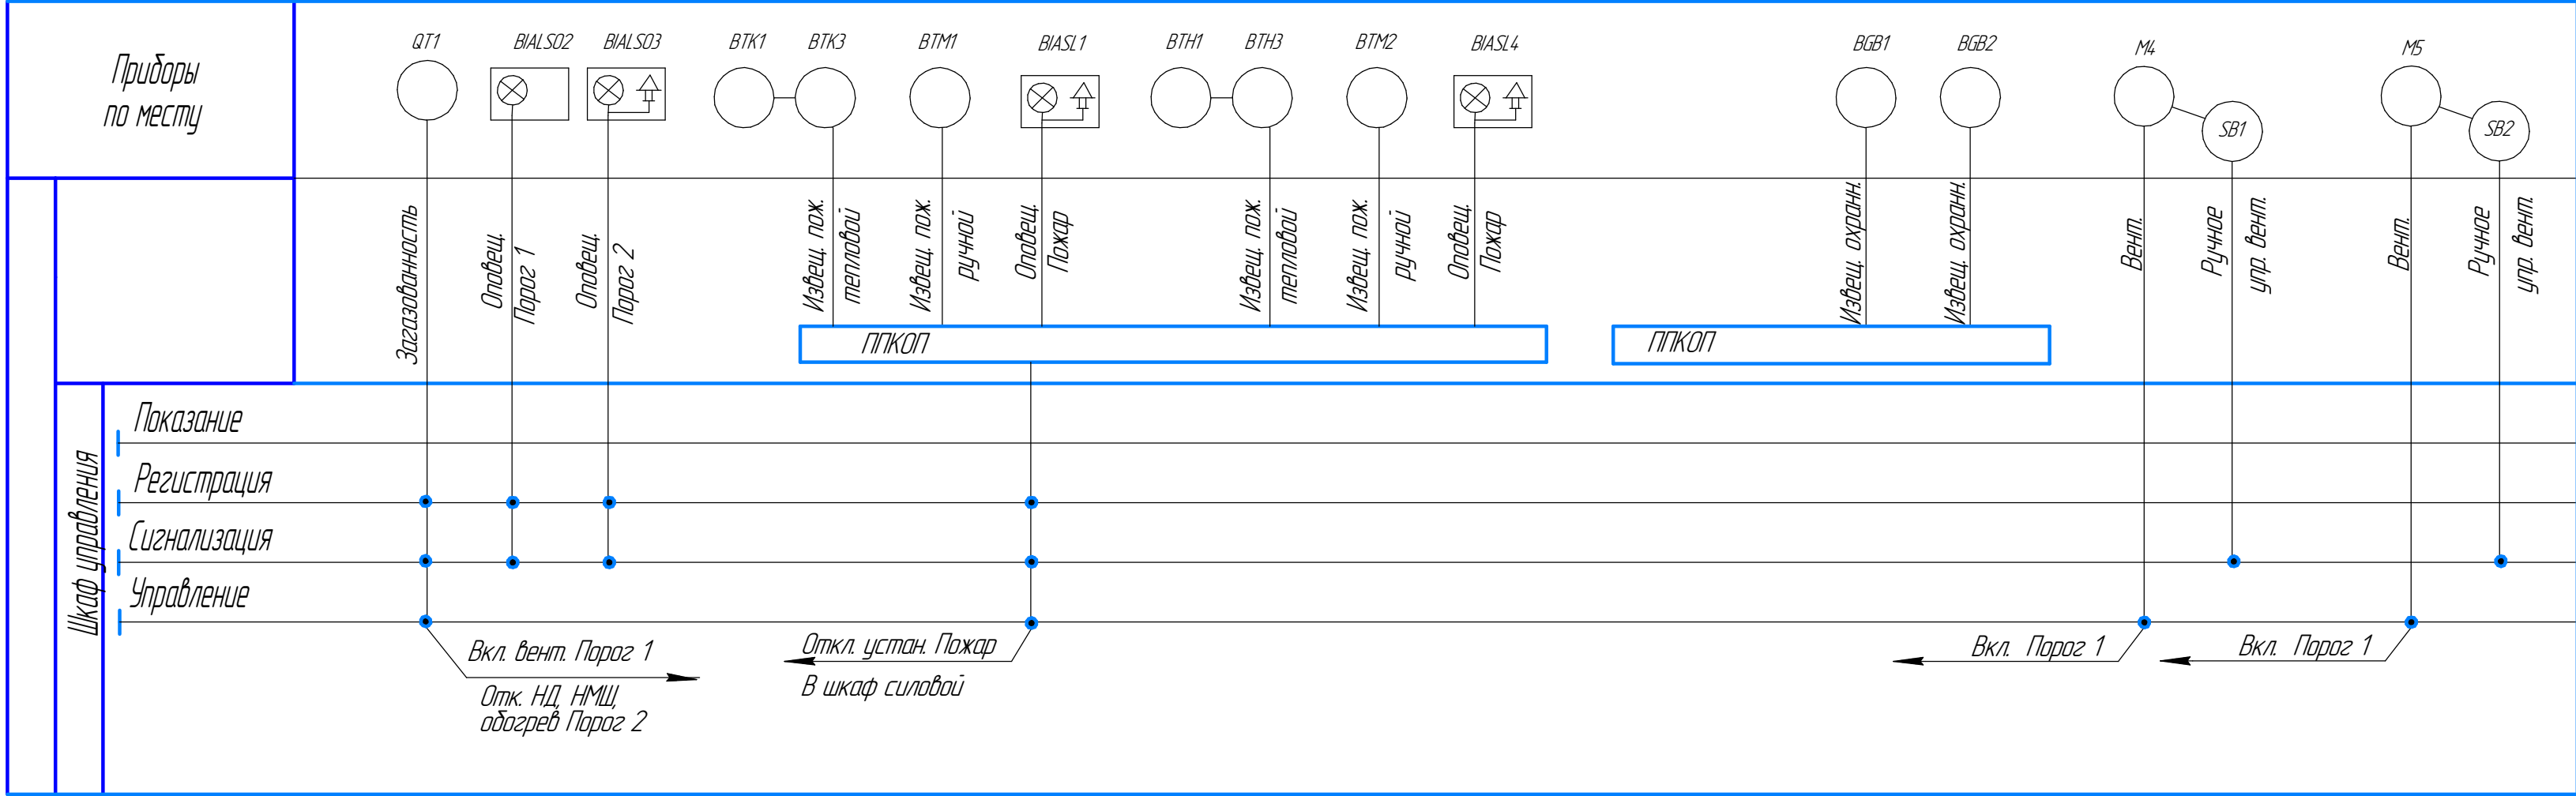 Приборы
по месту
QT1
BIALSO2
BIALSO3
BTK1
BTK3
BTM1
BIASL1
BTH1
BTH3
BTM2
BIASL4
BGB1
BGB2
M4
SB1
M5
SB2
Загазованность
Оповещ.
Порог 1
Оповещ.
Порог 2
Извещ. пож.
тепловой
Извещ. пож.
ручной
Оповещ.
Пожар
Извещ. пож.
тепловой
Извещ. пож.
ручной
Оповещ.
Пожар
Извещ. охранн.
Извещ. охранн.
Вент.
Ручное
упр. вент.
Вент.
Ручное
упр. вент.
ППКОП
ППКОП
Шкаф управления
Показание
Регистрация
Сигнализация
Управление
Вкл. вент. Порог 1
Отк. НД, НМШ,
обогрев Порог 2
Откл. устан. Пожар
В шкаф силовой
Вкл. Порог 1
Вкл. Порог 1